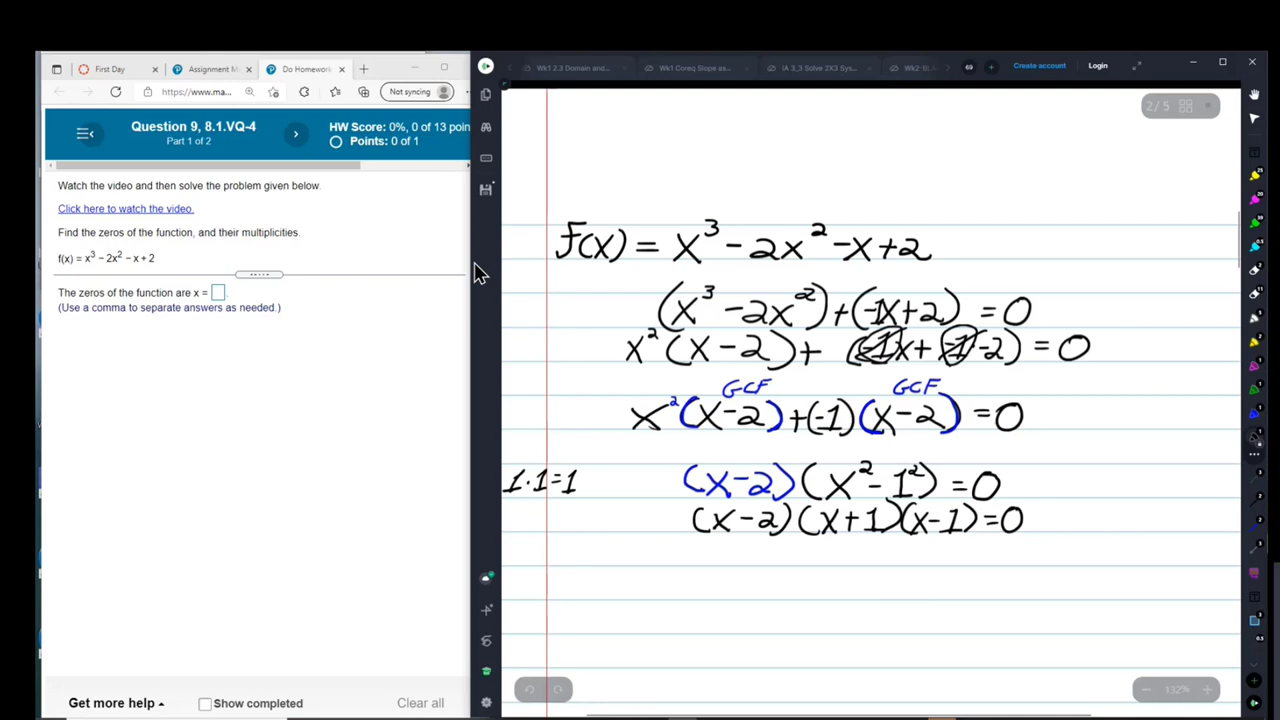 First Day
Assignment M
Do Homework
https://www.ma...
Not syncing
Question 9, 8.1.VQ-4
Part 1 of 2
HW Score: 0%, 0 of 13 poin
Points: 0 of 1
Watch the video and then solve the problem given below.
Click here to watch the video.
Find the zeros of the function, and their multiplicities.
f(x) = x³ − 2x² − x + 2
The zeros of the function are x = .
(Use a comma to separate answers as needed.)
Get more help
Show completed
Clear all
Wk1 2.3 Domain and...
Wk1 Coreq Slope as...
IA 3_3 Solve 2X3 Sys...
Create account
Login
2/5
f(x) = x³ − 2x² − x + 2
(x³ − 2x²) + (−1x + 2) = 0
x² (x − 2) + (−1x + −1 −2) = 0
GCF GCF
x² (x − 2) + (−1) (x − 2) = 0
1·1=1 (x − 2) (x² − 1²) = 0
(x − 2) (x + 1)(x − 1) = 0
132%